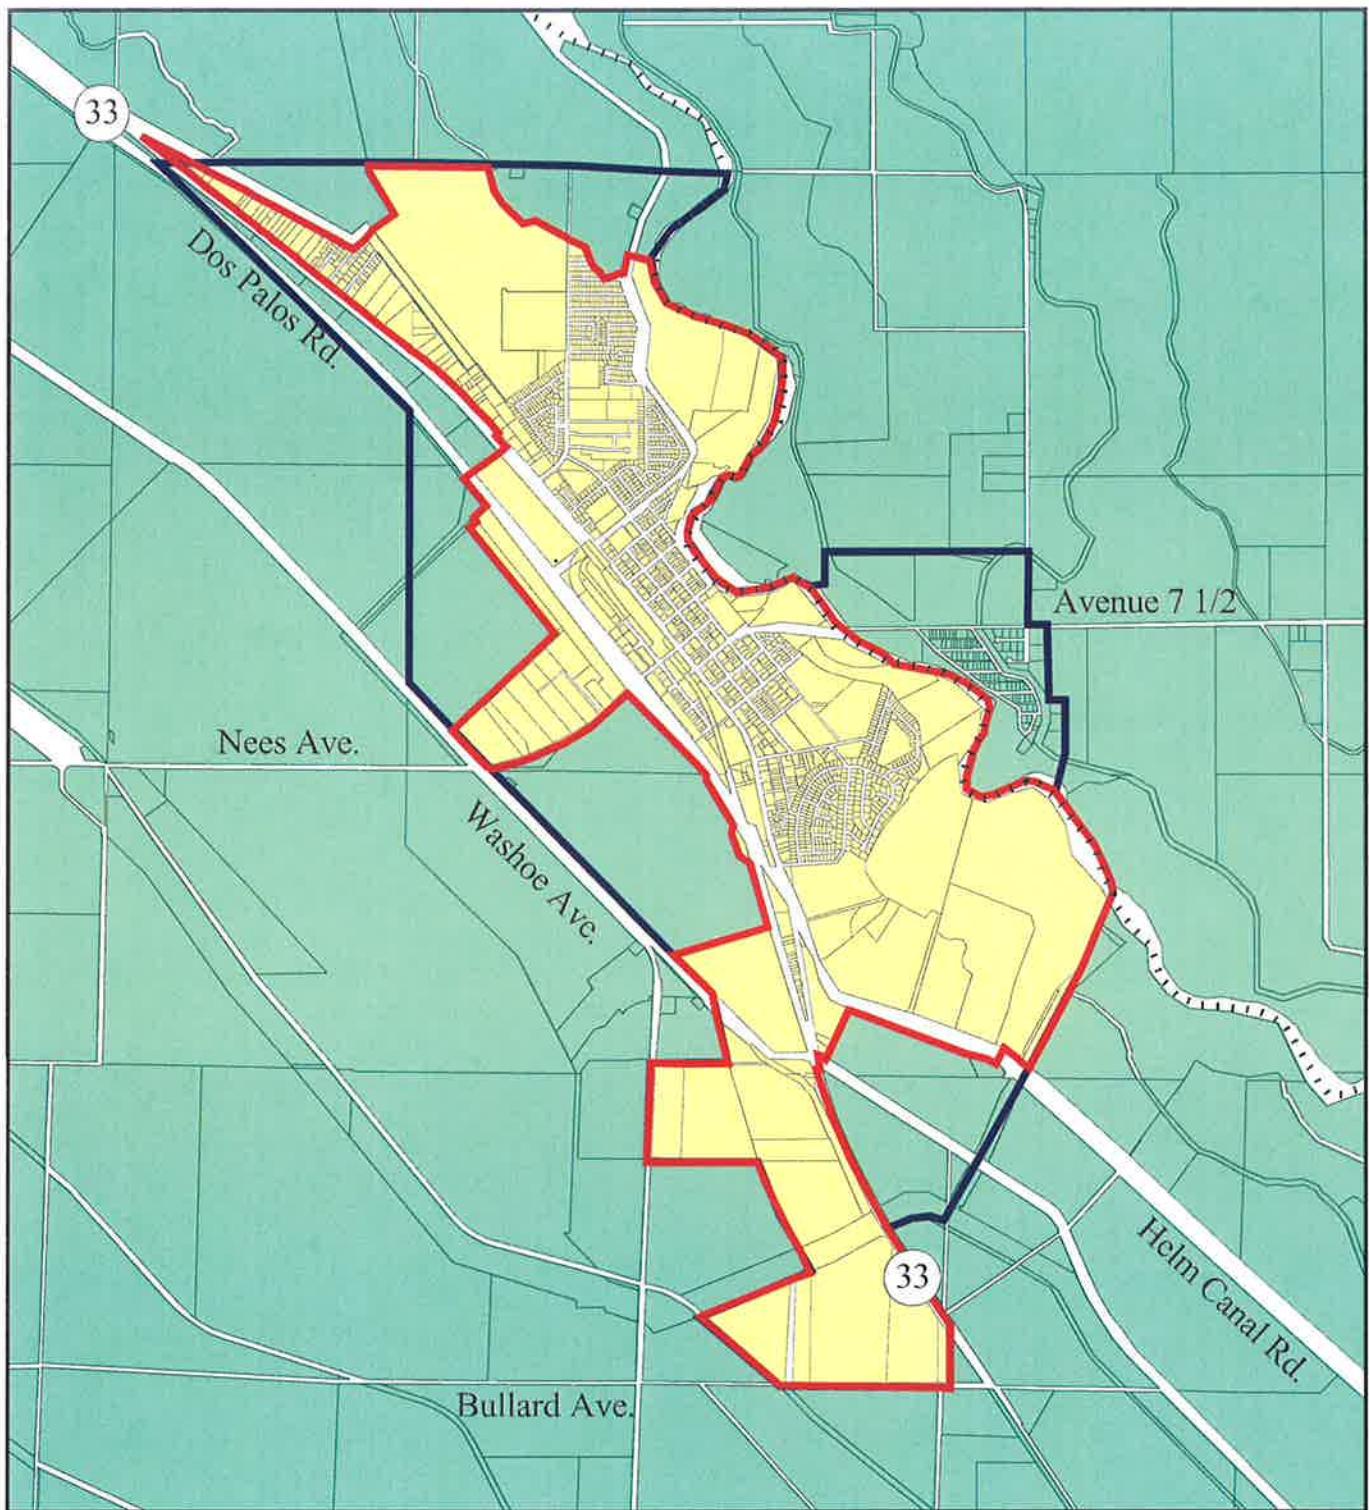 33
Dos Palos Rd.
Avenue 7 1/2
Nees Ave.
Washoe Ave.
33
Helm Canal Rd.
Bullard Ave.